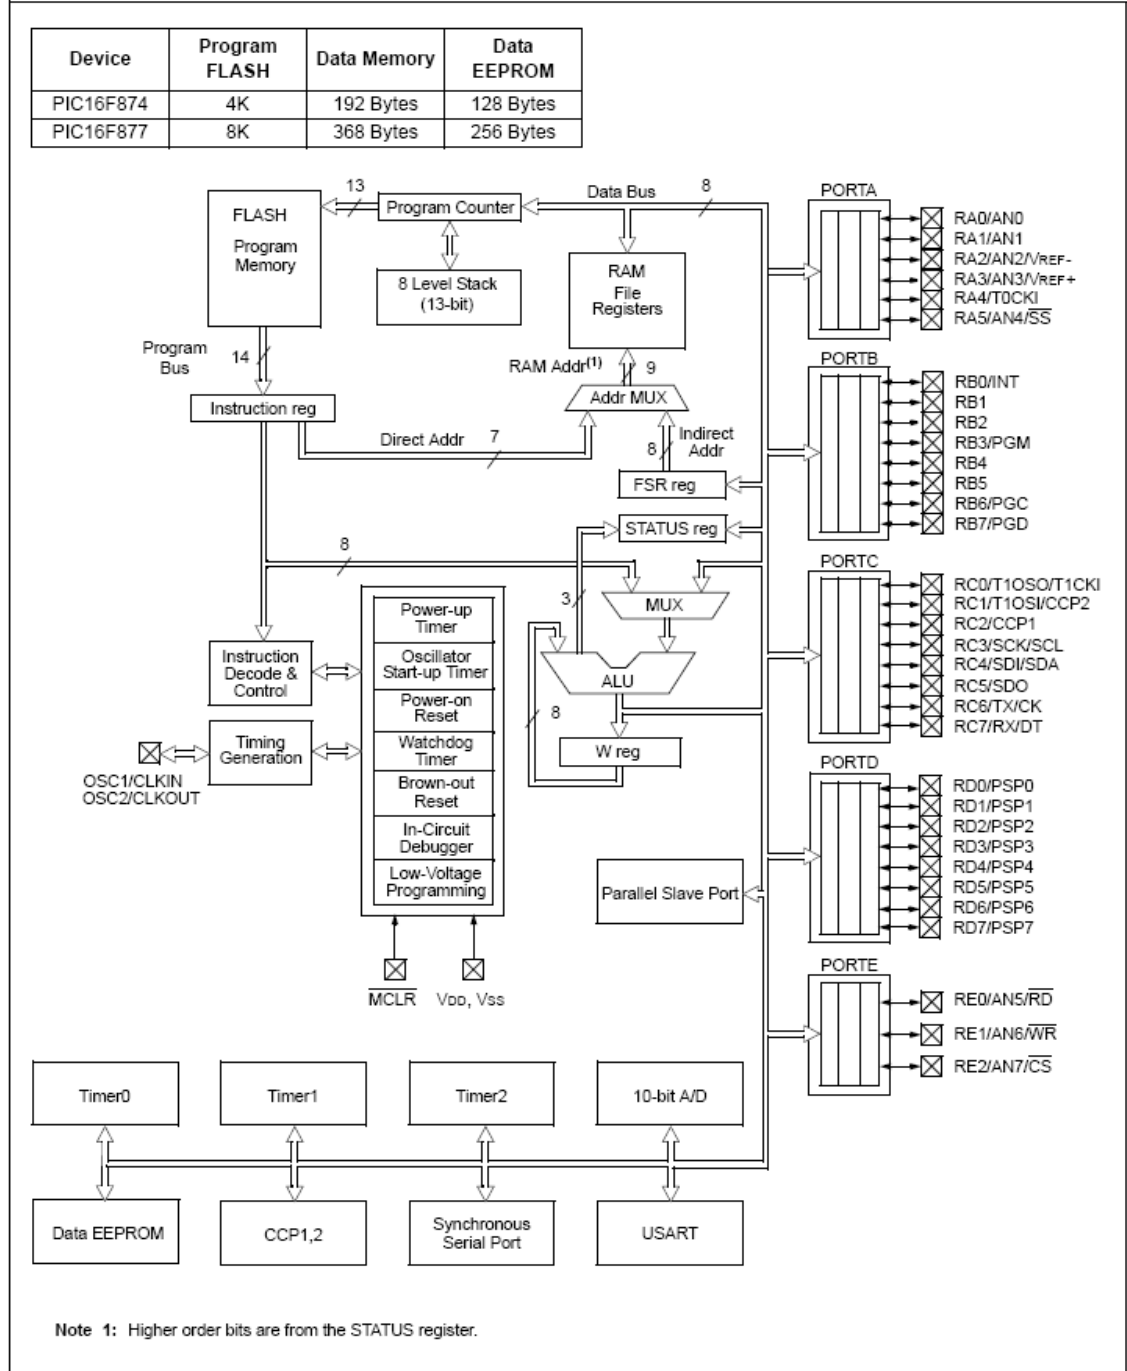 Device
Program
FLASH
Data Memory
Data
EEPROM
PIC16F874
4K
192 Bytes
128 Bytes
PIC16F877
8K
368 Bytes
256 Bytes
13
Data Bus
8
FLASH
Program
Memory
Program Counter
8 Level Stack
(13-bit)
RAM
File
Registers
Program
Bus
14
RAM Addr(1)
9
Addr MUX
Instruction reg
Direct Addr
7
8
Indirect
Addr
FSR reg
STATUS reg
8
3
MUX
ALU
8
W reg
Power-up
Timer
Oscillator
Start-up Timer
Power-on
Reset
Watchdog
Timer
Brown-out
Reset
In-Circuit
Debugger
Low-Voltage
Programming
Instruction
Decode &
Control
Timing
Generation
OSC1/CLKIN
OSC2/CLKOUT
MCLR
VDD, VSS
Parallel Slave Port
PORTA
RA0/AN0
RA1/AN1
RA2/AN2/VREF-
RA3/AN3/VREF+
RA4/T0CKI
RA5/AN4/SS
PORTB
RB0/INT
RB1
RB2
RB3/PGM
RB4
RB5
RB6/PGC
RB7/PGD
PORTC
RC0/T1OSO/T1CKI
RC1/T1OSI/CCP2
RC2/CCP1
RC3/SCK/SCL
RC4/SDI/SDA
RC5/SDO
RC6/TX/CK
RC7/RX/DT
PORTD
RD0/PSP0
RD1/PSP1
RD2/PSP2
RD3/PSP3
RD4/PSP4
RD5/PSP5
RD6/PSP6
RD7/PSP7
PORTE
RE0/AN5/RD
RE1/AN6/WR
RE2/AN7/CS
Timer0
Timer1
Timer2
10-bit A/D
Data EEPROM
CCP1,2
Synchronous
Serial Port
USART
Note 1: Higher order bits are from the STATUS register.